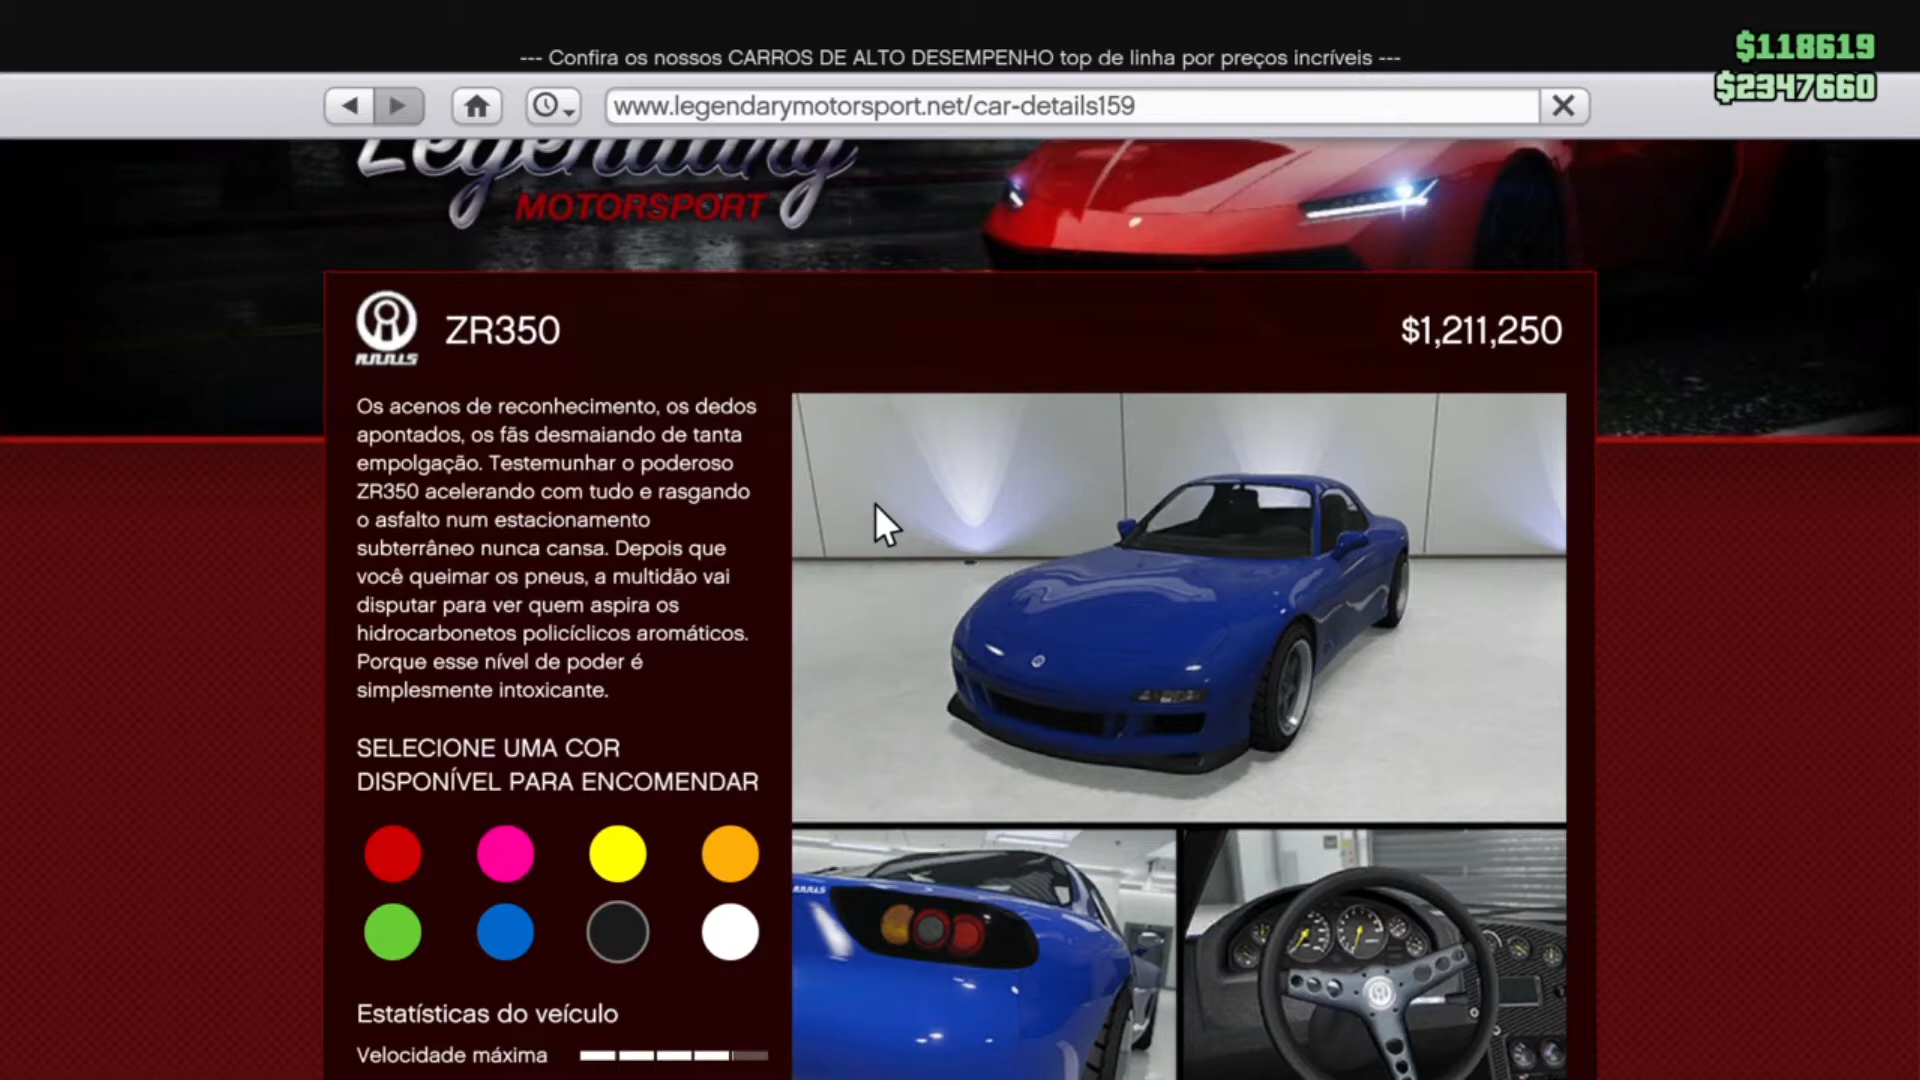 --- Confira os nossos CARROS DE ALTO DESEMPENHO top de linha por preços incríveis ---
$118619
$2347660
www.legendarymotorsport.net/car-details159
Legendary
MOTORSPORT
ANNIS
ZR350
$1,211,250
Os acenos de reconhecimento, os dedos
apontados, os fãs desmaiando de tanta
empolgação. Testemunhar o poderoso
ZR350 acelerando com tudo e rasgando
o asfalto num estacionamento
subterrâneo nunca cansa. Depois que
você queimar os pneus, a multidão vai
disputar para ver quem aspira os
hidrocarbonetos policíclicos aromáticos.
Porque esse nível de poder é
simplesmente intoxicante.
SELECIONE UMA COR
DISPONÍVEL PARA ENCOMENDAR
Estatísticas do veículo
Velocidade máxima
ANNIS